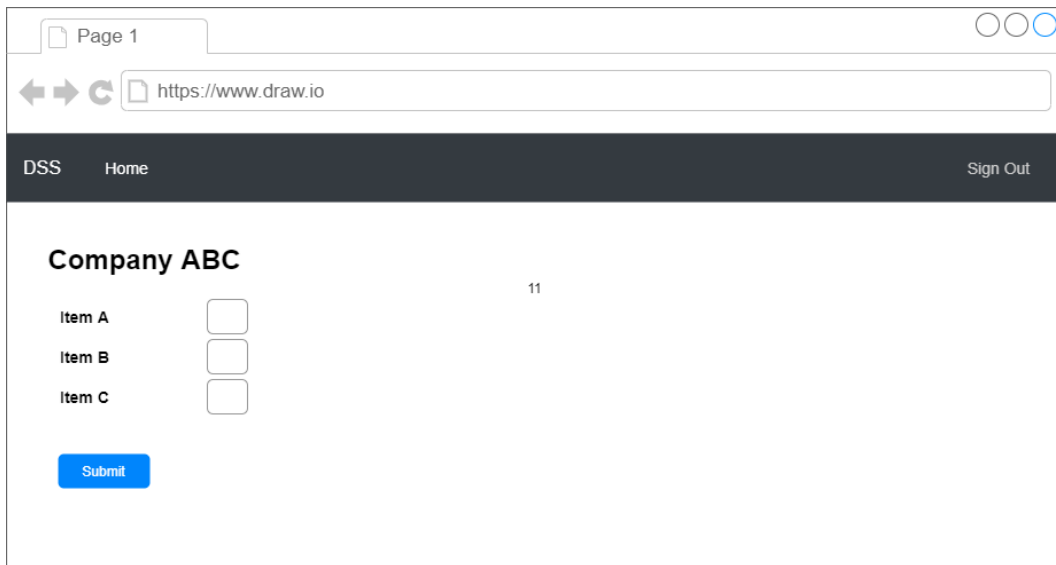 Page 1
https://www.draw.io
DSS Home Sign Out
Company ABC
11
Item A
Item B
Item C
Submit